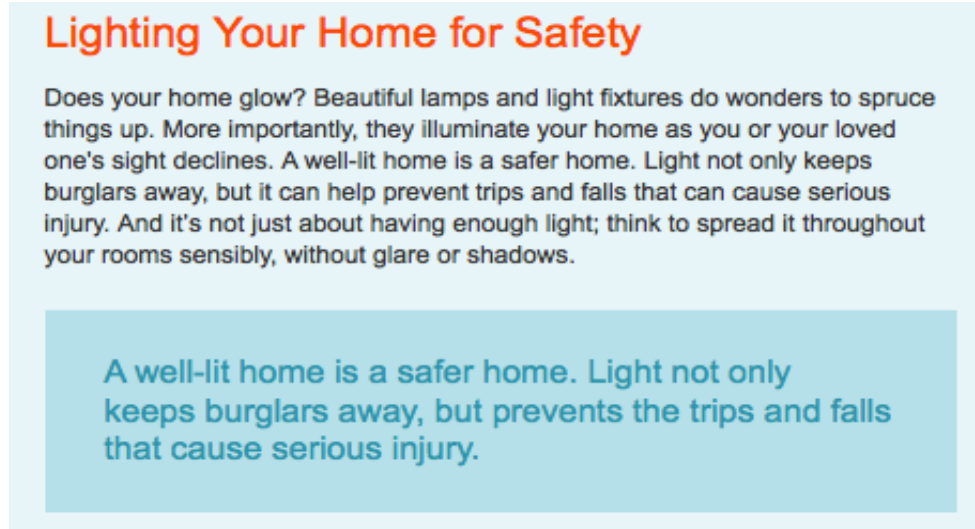 Lighting Your Home for Safety
Does your home glow? Beautiful lamps and light fixtures do wonders to spruce
things up. More importantly, they illuminate your home as you or your loved
one's sight declines. A well-lit home is a safer home. Light not only keeps
burglars away, but it can help prevent trips and falls that can cause serious
injury. And it's not just about having enough light; think to spread it throughout
your rooms sensibly, without glare or shadows.
A well-lit home is a safer home. Light not only
keeps burglars away, but prevents the trips and falls
that cause serious injury.